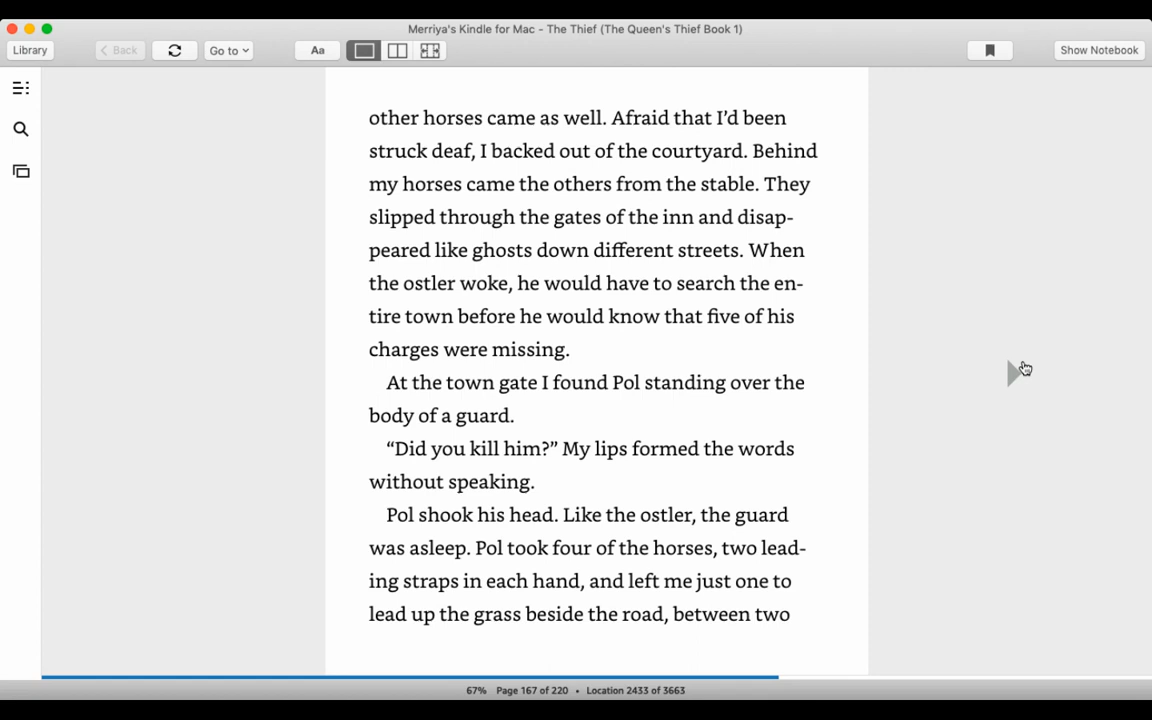 Merriya's Kindle for Mac - The Thief (The Queen's Thief Book 1)
Library
Back
Go to
Aa
Show Notebook
other horses came as well. Afraid that I’d been
struck deaf, I backed out of the courtyard. Behind
my horses came the others from the stable. They
slipped through the gates of the inn and disap-
peared like ghosts down different streets. When
the ostler woke, he would have to search the en-
tire town before he would know that five of his
charges were missing.
At the town gate I found Pol standing over the
body of a guard.
“Did you kill him?” My lips formed the words
without speaking.
Pol shook his head. Like the ostler, the guard
was asleep. Pol took four of the horses, two lead-
ing straps in each hand, and left me just one to
lead up the grass beside the road, between two
67% Page 167 of 220 • Location 2433 of 3663